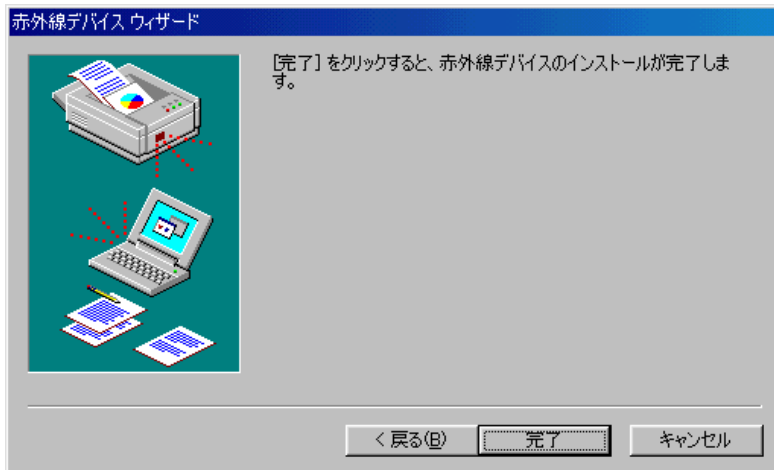 赤外線デバイス ウィザード
[完了] をクリックすると、赤外線デバイスのインストールが完了しま
す。
< 戻る(B)
完了
キャンセル